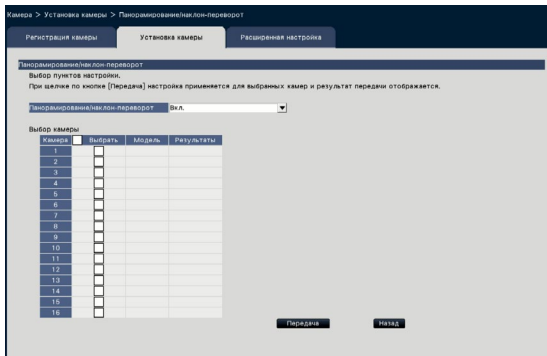 Камера > Установка камеры > Панорамирование/наклон-переворот
Регистрация камеры Установка камеры Расширенная настройка
Панорамирование/наклон-переворот
Выбор пунктов настройки.
При щелчке по кнопке [Передача] настройка применяется для выбранных камер и результат передачи отображается.
Панорамирование/наклон-переворот Вкл.
Выбор камеры
Камера Выбрать Модель Результаты
1
2
3
4
5
6
7
8
9
10
11
12
13
14
15
16
Передача Назад